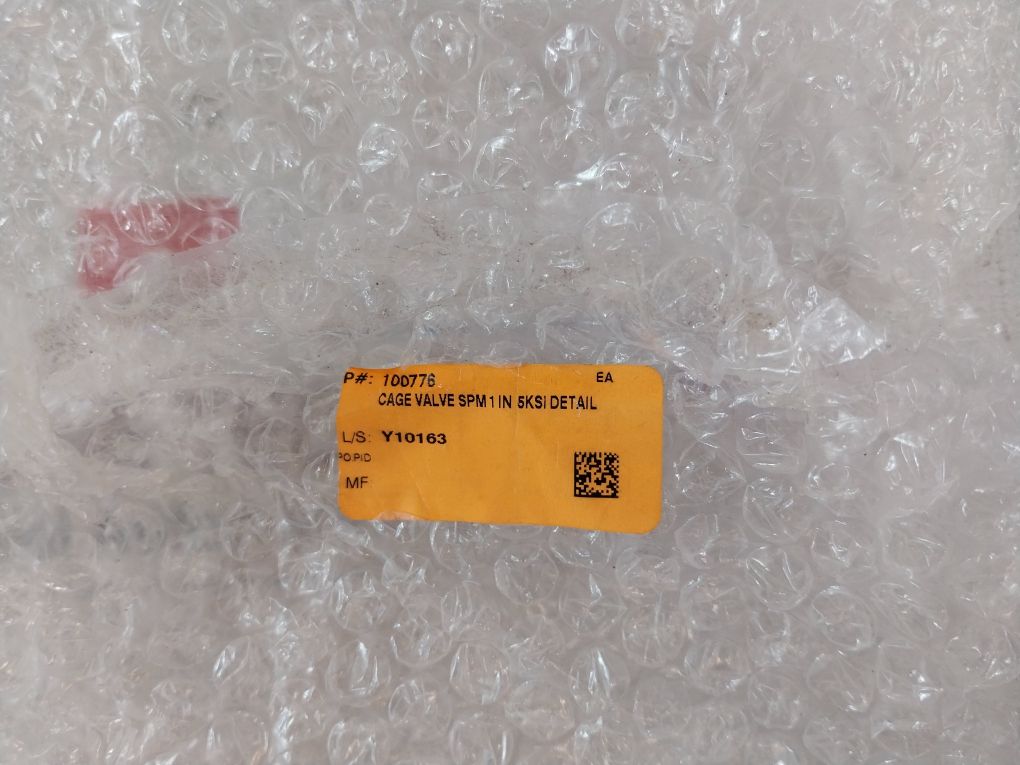 P#: 100776 EA
CAGE VALVE SPM 1 IN 5KSI DETAIL
L/S: Y10163
PO.PID
MF